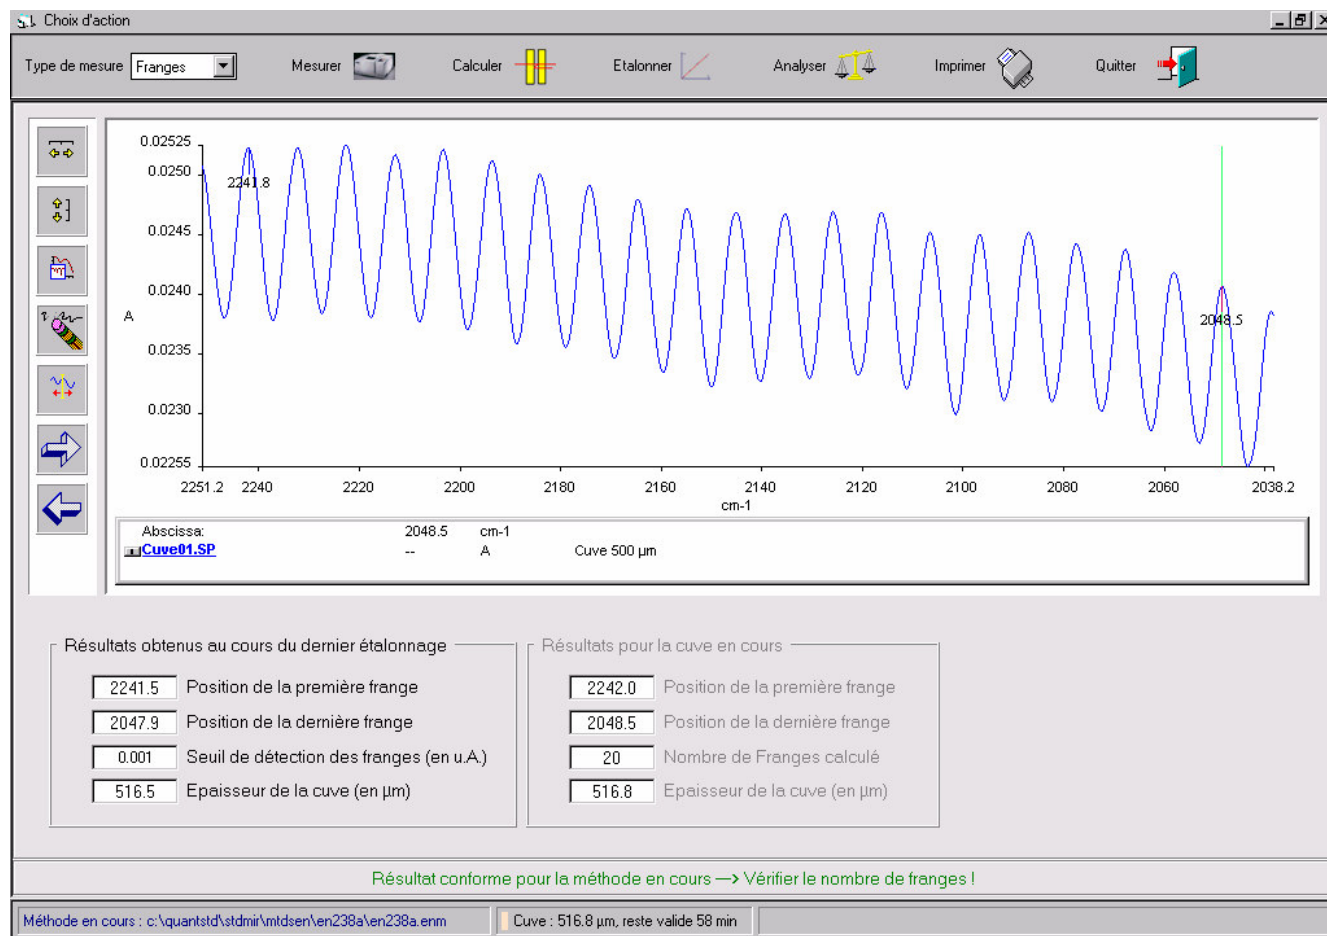 Choix d'action
Type de mesure Franges Mesurer Calculer Etalonner Analyser Imprimer Quitter
0.02525
0.0250
2241.8
0.0245
0.0240
A
2048.5
0.0235
0.0230
0.02255
2251.2 2240 2220 2200 2180 2160 2140 2120 2100 2080 2060 2038.2
cm-1
Abscissa: 2048.5 cm-1
Cuve01.SP -- A Cuve 500 µm
Résultats obtenus au cours du dernier étalonnage
2241.5 Position de la première frange
2047.9 Position de la dernière frange
0.001 Seuil de détection des franges (en u.A.)
516.5 Epaisseur de la cuve (en µm)
Résultats pour la cuve en cours
2242.0 Position de la première frange
2048.5 Position de la dernière frange
20 Nombre de Franges calculé
516.8 Epaisseur de la cuve (en µm)
Résultat conforme pour la méthode en cours —> Vérifier le nombre de franges !
Méthode en cours : c:\quantstd\stdmir\mtdsen\en238a\en238a.enm
Cuve : 516.8 µm, reste valide 58 min